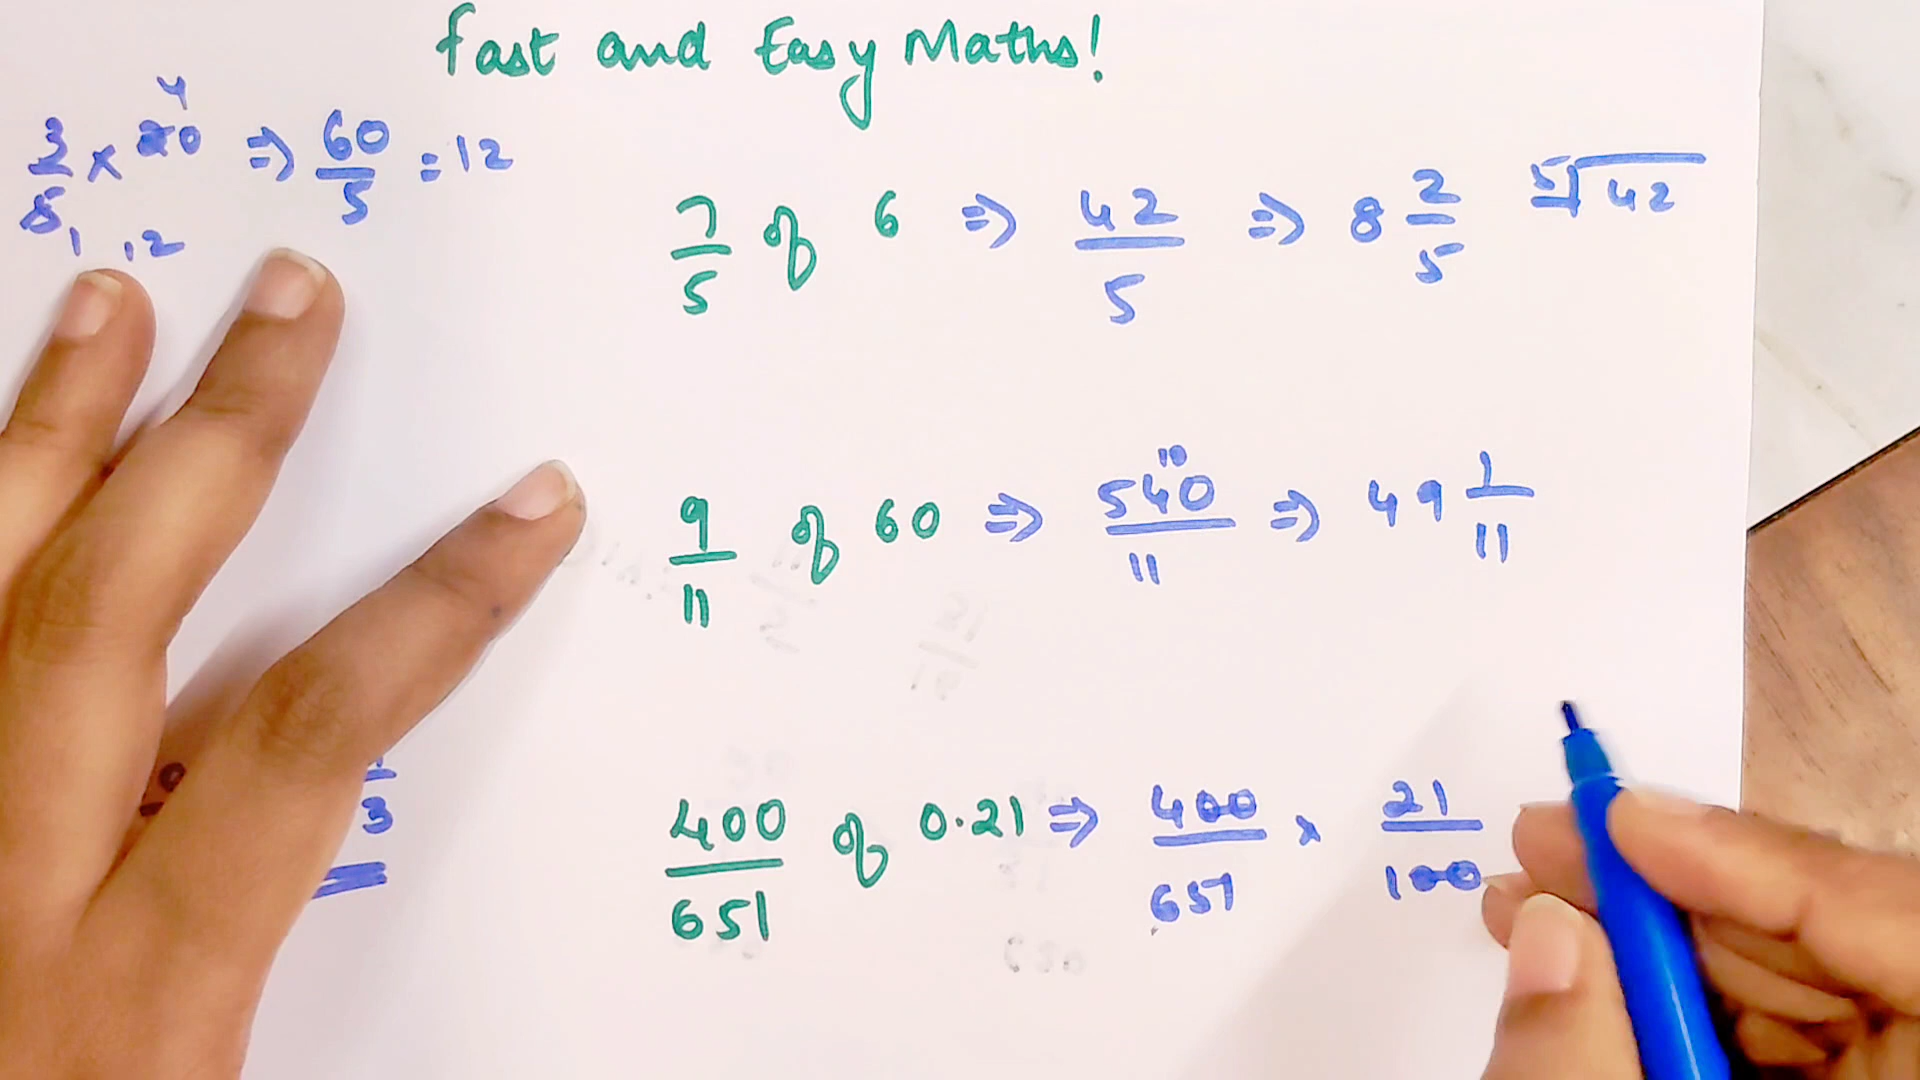 fast and Easy Maths!
3/5 × 20 ⇒ 60/5 = 12
4
1 12
7/5 of 6 ⇒ 42/5 ⇒ 8 2/5 5√42
9/11 of 60 ⇒ 540/11 ⇒ 49 1/11
10
3
400/651 of 0.21 ⇒ 400/651 × 21/100